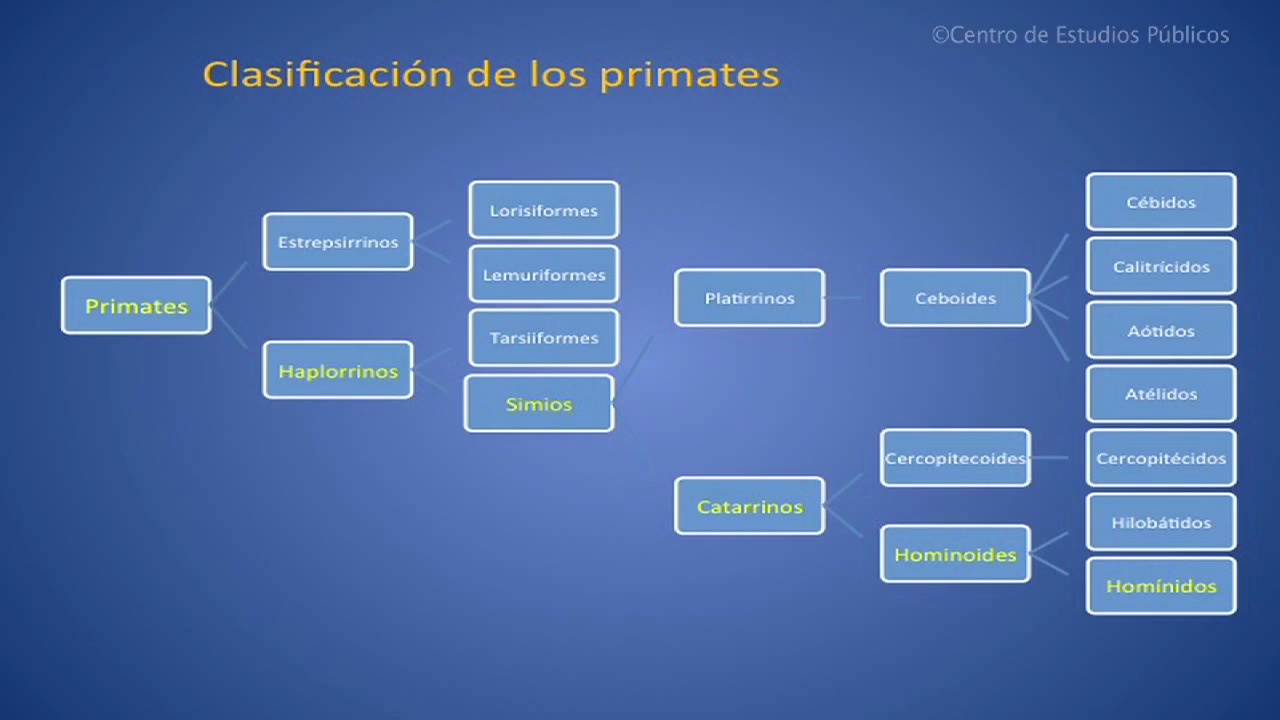 ©Centro de Estudios Públicos
Clasificación de los primates
Primates
Estrepsirrinos
Haplorrinos
Lorisiformes
Lemuriformes
Tarsiiformes
Simios
Platirrinos
Catarrinos
Ceboides
Cercopitecoides
Hominoides
Cébidos
Calitrícidos
Aótidos
Atélidos
Cercopitécidos
Hilobátidos
Homínidos